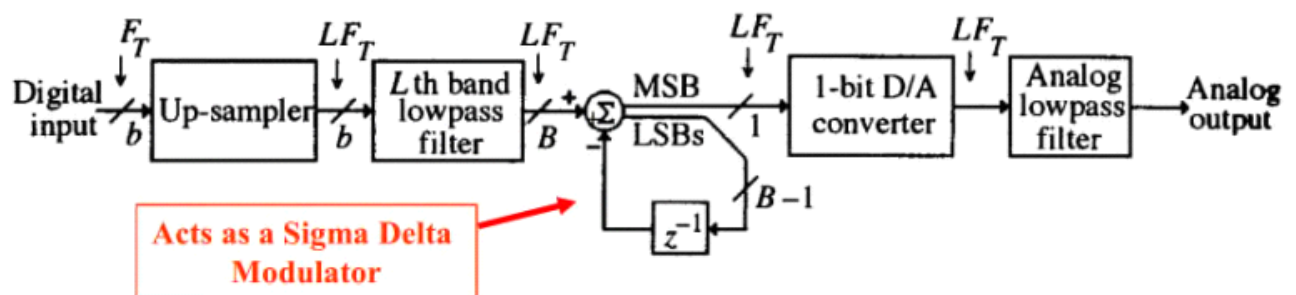 F_T
LF_T
LF_T
LF_T
LF_T
Digital input
b
Up-sampler
b
L th band lowpass filter
B
+
Σ
−
MSB
LSBs
1
B −1
z⁻¹
1-bit D/A converter
Analog lowpass filter
Analog output
Acts as a Sigma Delta
Modulator